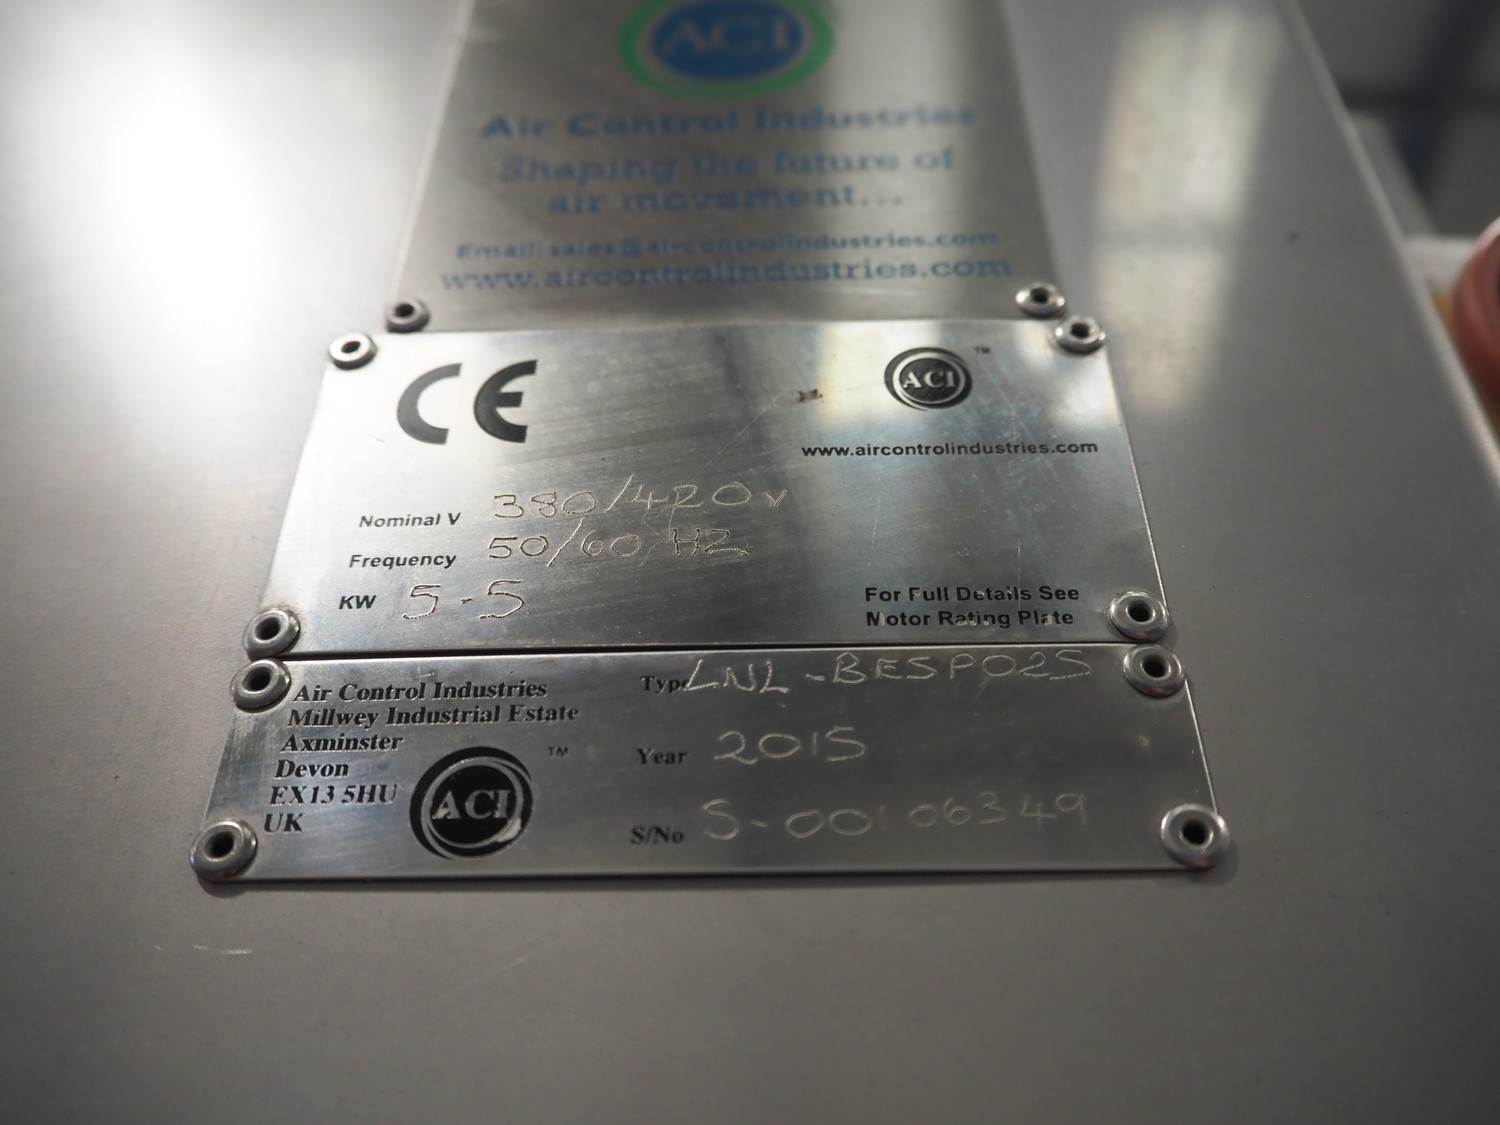 ACI
Air Control Industries
Shaping the future of
air movement...
Email: sales@aircontrolindustries.com
www.aircontrolindustries.com
CE
ACI ™
www.aircontrolindustries.com
Nominal V 380/420v
Frequency 50/60 HZ
KW 5-5
For Full Details See
Motor Rating Plate
Air Control Industries
Millwey Industrial Estate
Axminster
Devon
EX13 5HU
UK
ACI ™
Type LNL-BESP025
Year 2015
S/No S-00106349